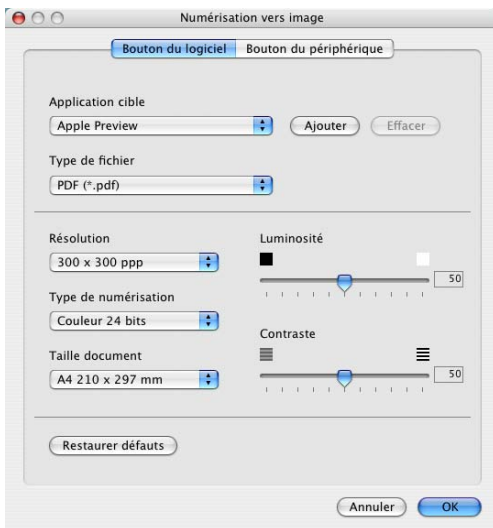 Numérisation vers image
Bouton du logiciel Bouton du périphérique
Application cible
Apple Preview Ajouter Effacer
Type de fichier
PDF (*.pdf)
Résolution Luminosité
300 x 300 ppp 50
Type de numérisation
Couleur 24 bits
Contraste
Taille document
A4 210 x 297 mm 50
Restaurer défauts
Annuler OK